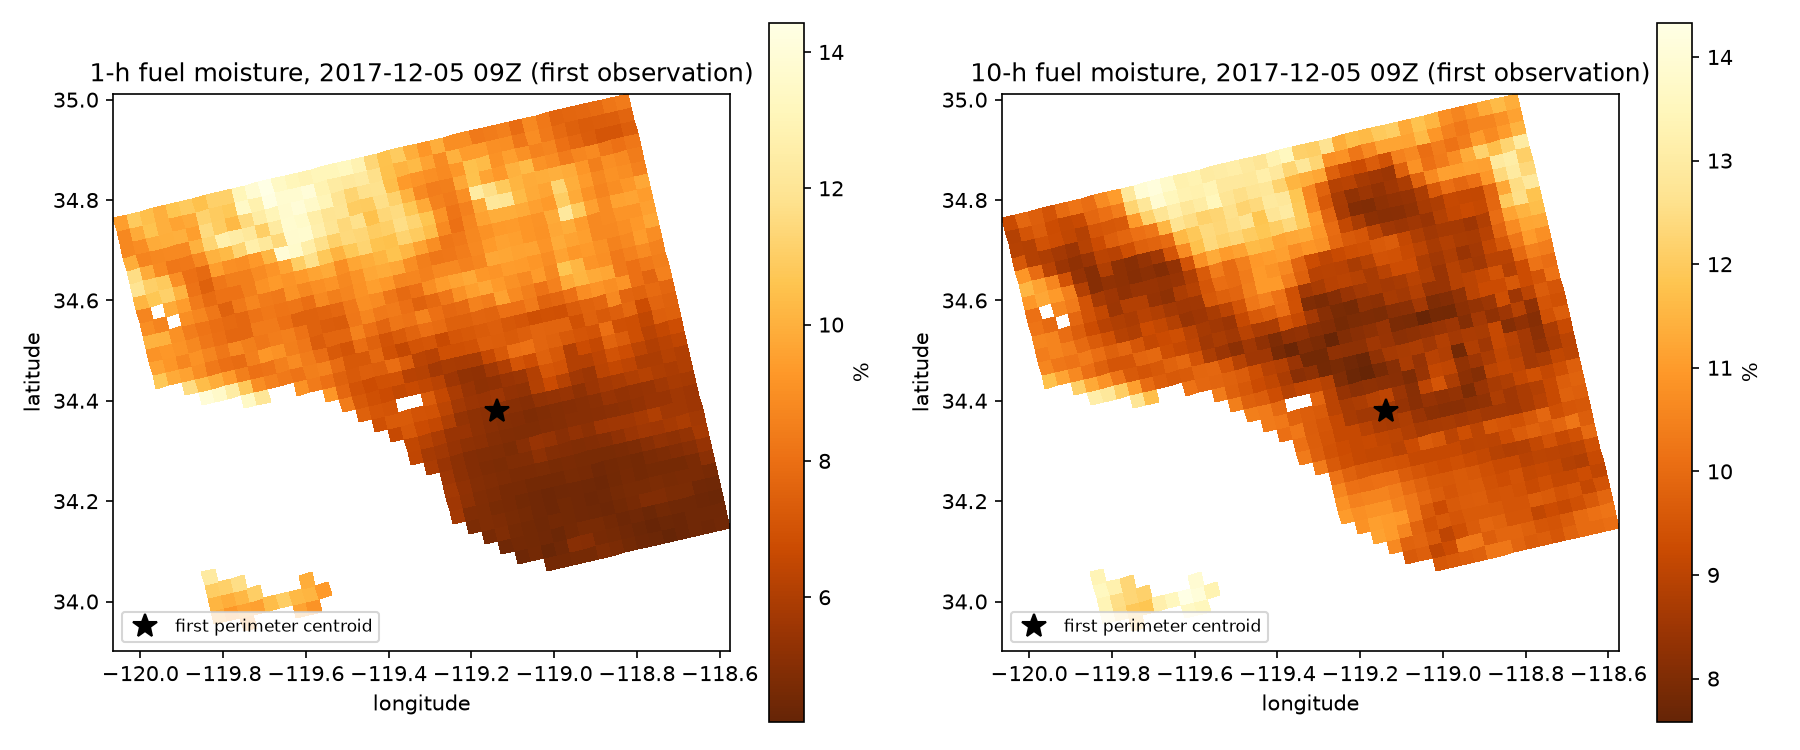 1-h fuel moisture, 2017-12-05 09Z (first observation)
35.0
34.8
34.6
34.4
34.2
34.0
latitude
first perimeter centroid
−120.0 −119.8 −119.6 −119.4 −119.2 −119.0 −118.8 −118.6
longitude
14
12
10
8
6
%
10-h fuel moisture, 2017-12-05 09Z (first observation)
35.0
34.8
34.6
34.4
34.2
34.0
latitude
first perimeter centroid
−120.0 −119.8 −119.6 −119.4 −119.2 −119.0 −118.8 −118.6
longitude
14
13
12
11
10
9
8
%